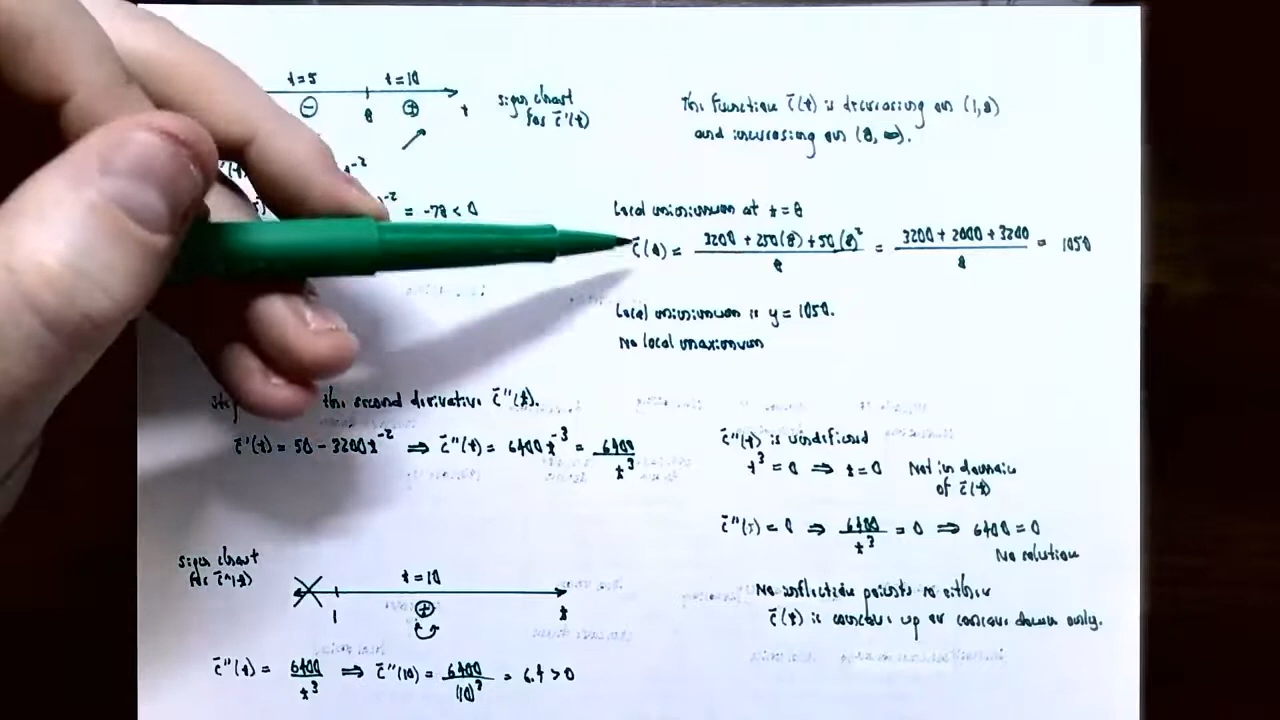 t=5 t=10
⊖ 8 ⊕ t
sign chart
for c̄'(t)
The function c̄(t) is decreasing on (1,8)
and increasing on (8, ∞).
= -78 < 0
Local minimum at t = 8
c̄(8) = (3200 + 250(8) + 50(8)²)/8 = (3200 + 2000 + 3200)/8 = 1050
Local minimum is y = 1050.
No local maximum
the second derivative c̄''(t).
c̄'(t) = 50 - 3200t⁻² ⇒ c̄''(t) = 6400t⁻³ = 6400/t³
c̄''(t) is undefined
t³ = 0 ⇒ t = 0 Not in domain
of c̄(t)
c̄''(t) = 0 ⇒ 6400/t³ = 0 ⇒ 6400 = 0
No solution
sign chart
for c̄''(t)
t = 10
1 ⊕ t
No inflection points so either
c̄(t) is concave up or concave down only.
c̄''(t) = 6400/t³ ⇒ c̄''(10) = 6400/(10)³ = 6.4 > 0